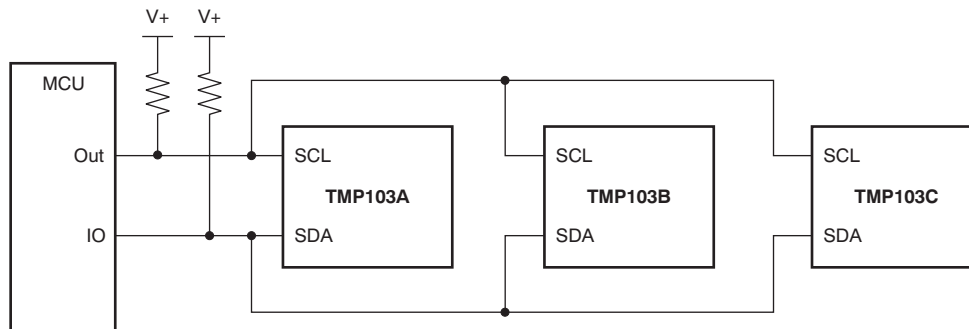 V+ V+
MCU
Out SCL SCL SCL
TMP103A TMP103B TMP103C
IO SDA SDA SDA